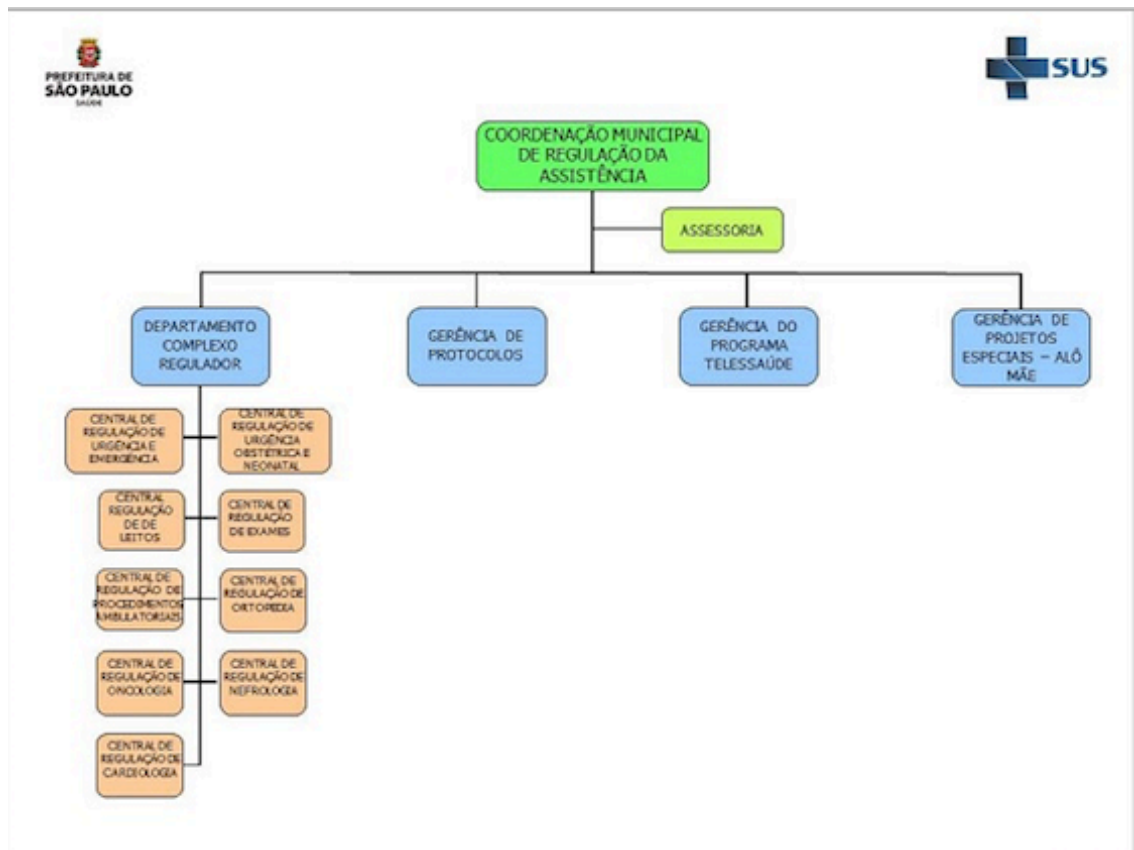 PREFEITURA DE
SÃO PAULO
SAÚDE
SUS
COORDENAÇÃO MUNICIPAL
DE REGULAÇÃO DA
ASSISTÊNCIA
ASSESSORIA
DEPARTAMENTO
COMPLEXO
REGULADOR
GERÊNCIA DE
PROTOCOLOS
GERÊNCIA DO
PROGRAMA
TELESSAÚDE
GERÊNCIA DE
PROJETOS
ESPECIAIS – ALÔ
MÃE
CENTRAL DE
REGULAÇÃO DE
URGÊNCIA E
EMERGÊNCIA
CENTRAL DE
REGULAÇÃO DE
URGÊNCIA
OBSTÉTRICA E
NEONATAL
CENTRAL
REGULAÇÃO
DE DE
LEITOS
CENTRAL DE
REGULAÇÃO
DE EXAMES
CENTRAL DE
REGULAÇÃO DE
PROCEDIMENTOS
AMBULATORIAIS
CENTRAL DE
REGULAÇÃO DE
ORTOPEDIA
CENTRAL DE
REGULAÇÃO DE
ONCOLOGIA
CENTRAL DE
REGULAÇÃO DE
NEFROLOGIA
CENTRAL DE
REGULAÇÃO DE
CARDIOLOGIA